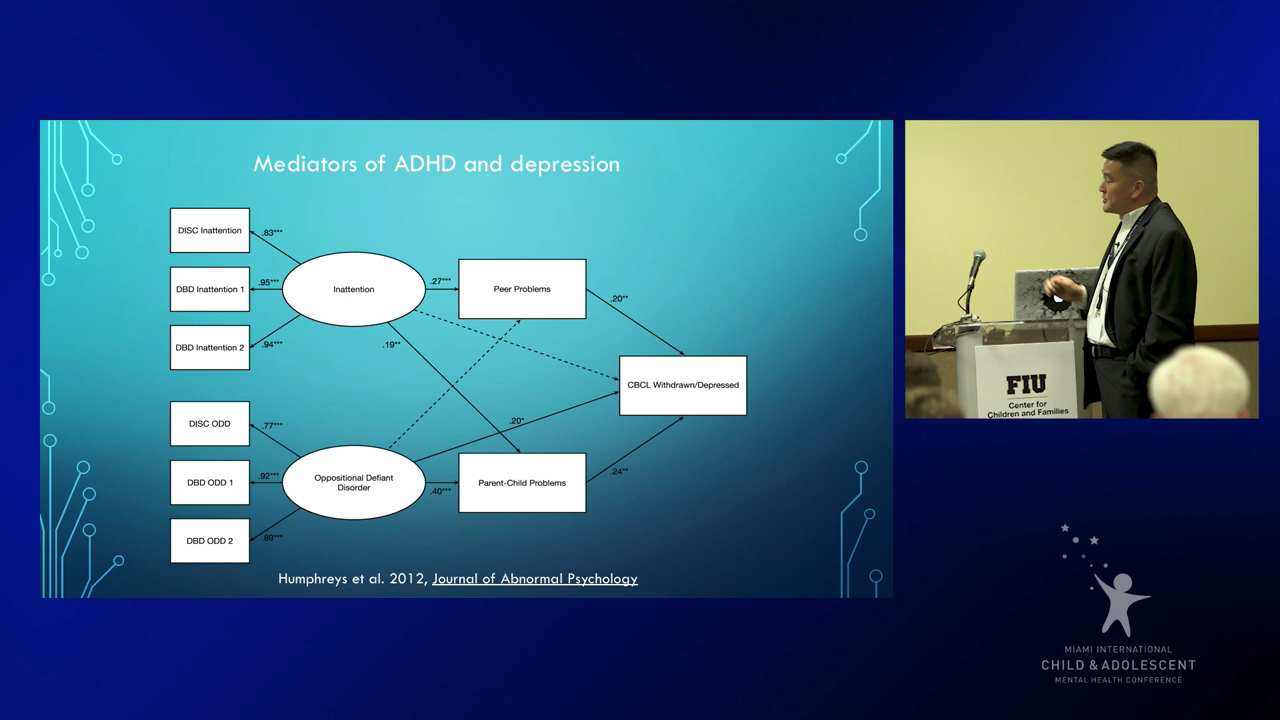 Mediators of ADHD and depression
DISC Inattention
DBD Inattention 1
DBD Inattention 2
DISC ODD
DBD ODD 1
DBD ODD 2
.83***
.95***
.94***
.77***
.92***
.89***
Inattention
Oppositional Defiant
Disorder
.27***
.19**
.20*
.40***
Peer Problems
Parent-Child Problems
.20**
.24**
CBCL Withdrawn/Depressed
Humphreys et al. 2012, Journal of Abnormal Psychology
FIU
Center for
Children and Families
MIAMI INTERNATIONAL
CHILD & ADOLESCENT
MENTAL HEALTH CONFERENCE